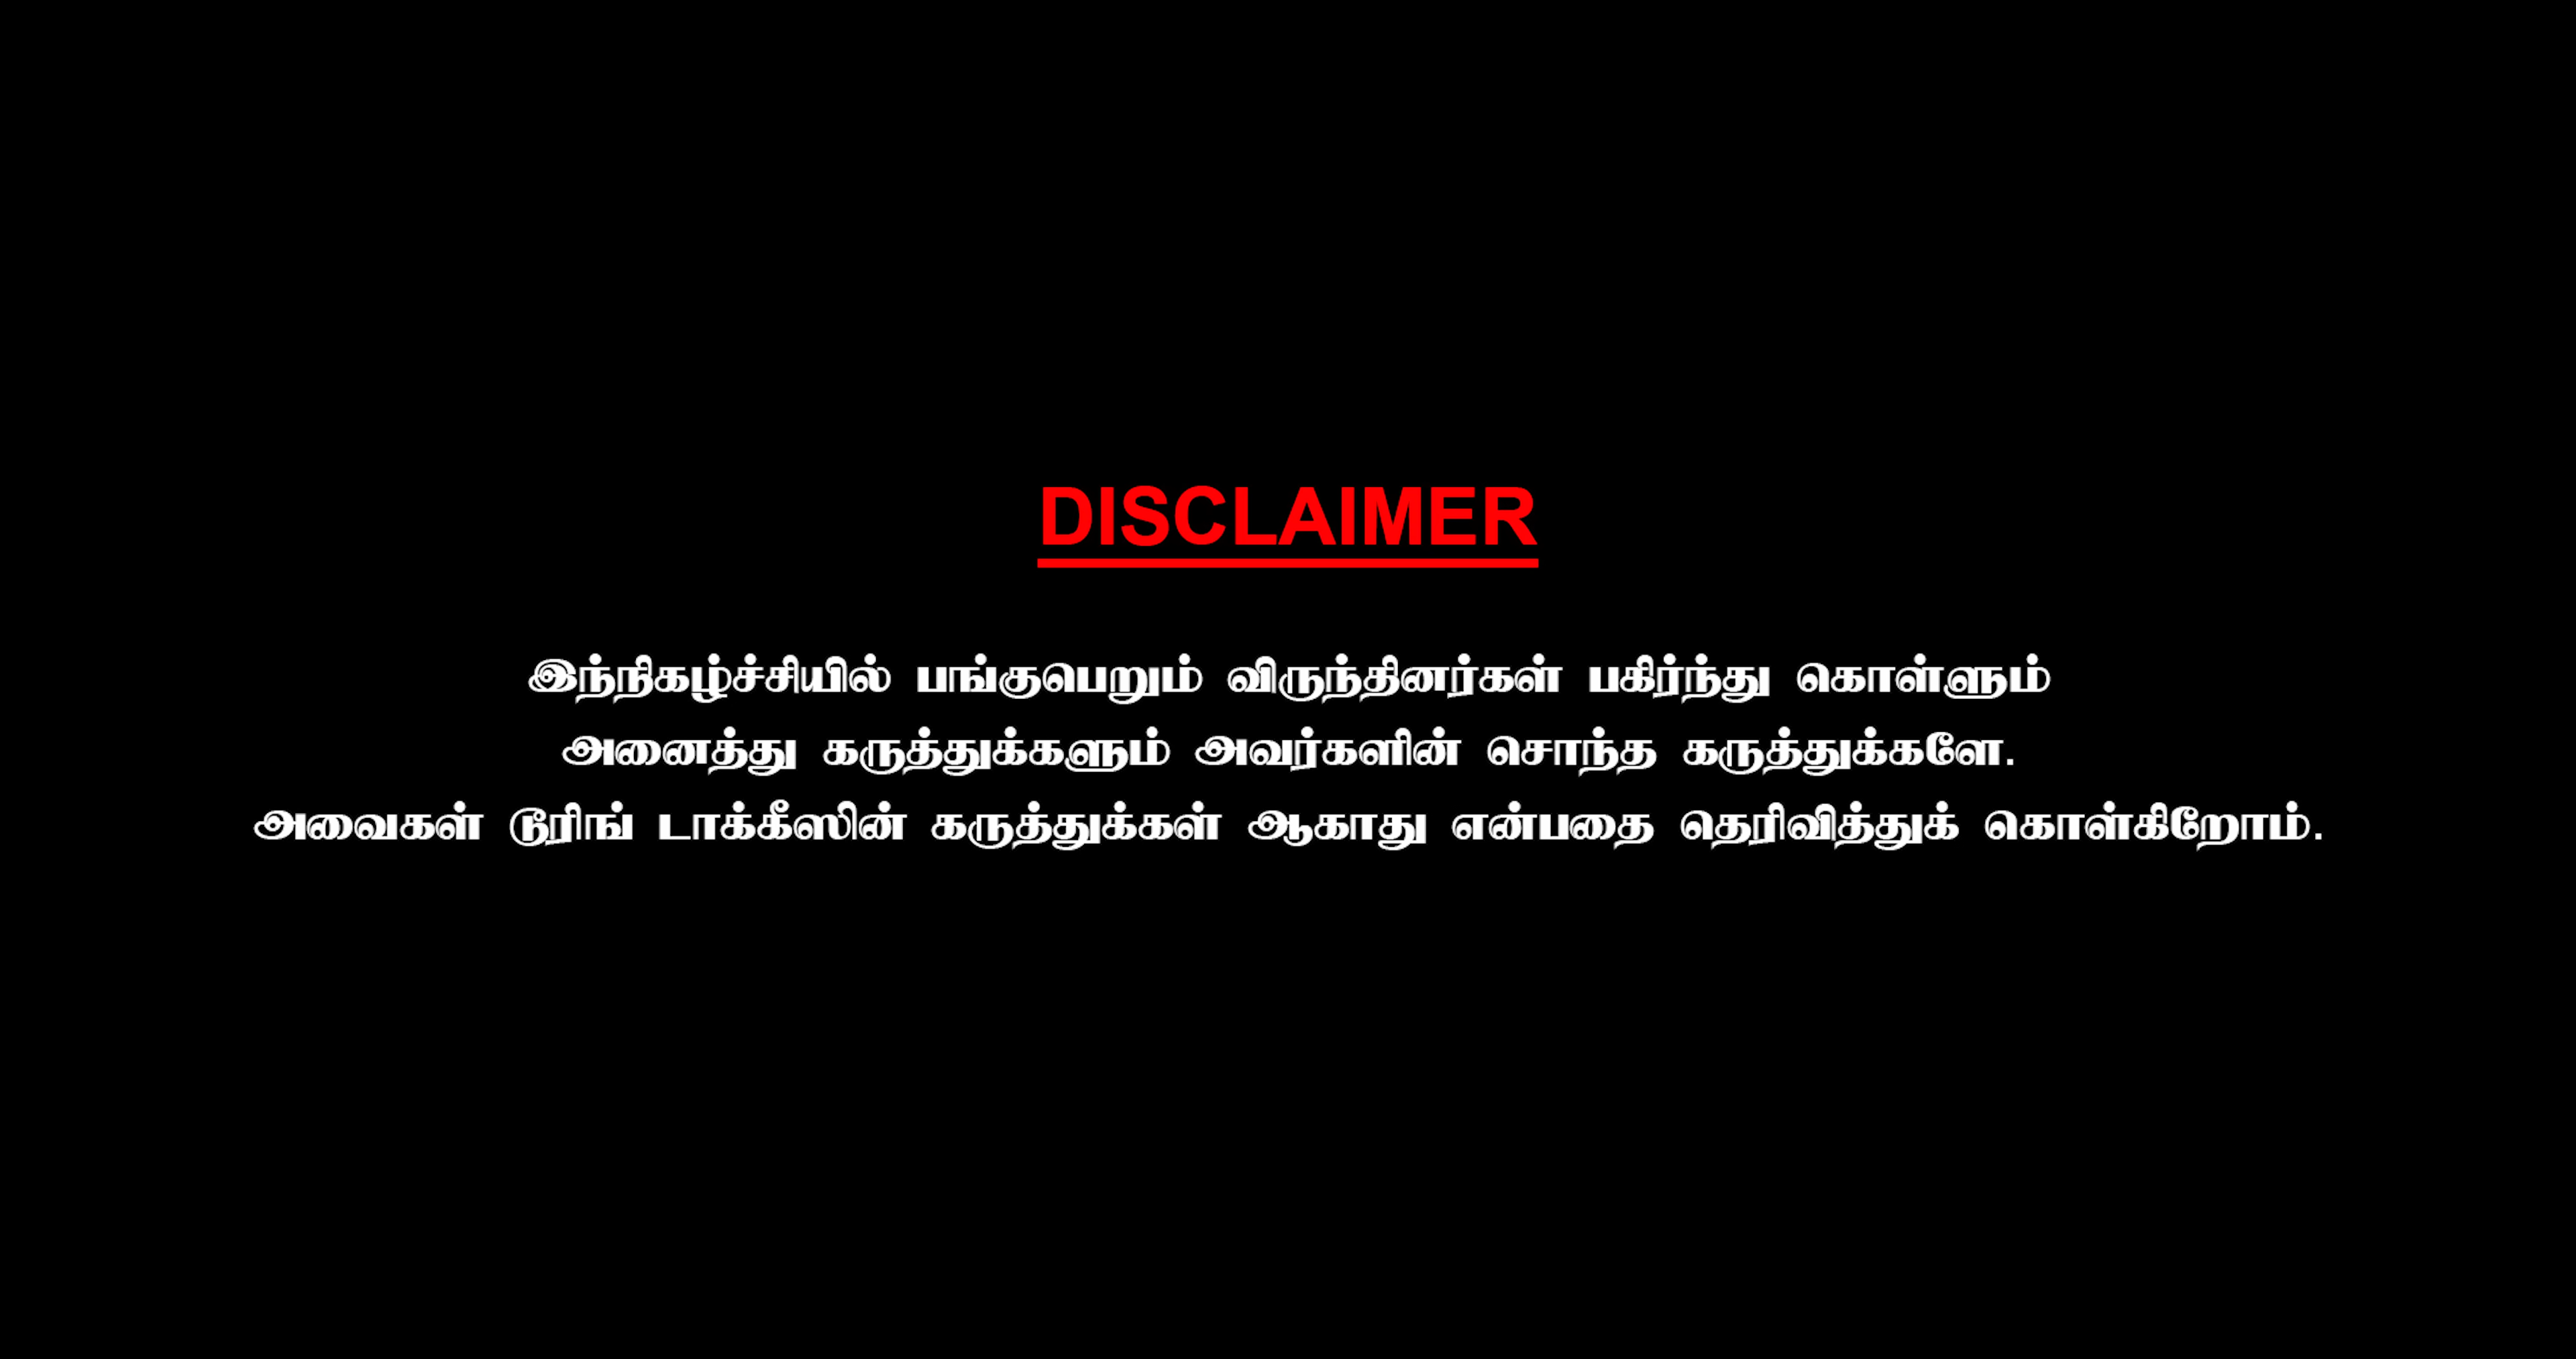 DISCLAIMER
இந்நிகழ்ச்சியில் பங்குபெறும் விருந்தினர்கள் பகிர்ந்து கொள்ளும்
அனைத்து கருத்துக்களும் அவர்களின் சொந்த கருத்துக்களே.
அவைகள் டூரிங் டாக்கீஸின் கருத்துக்கள் ஆகாது என்பதை தெரிவித்துக் கொள்கிறோம்.